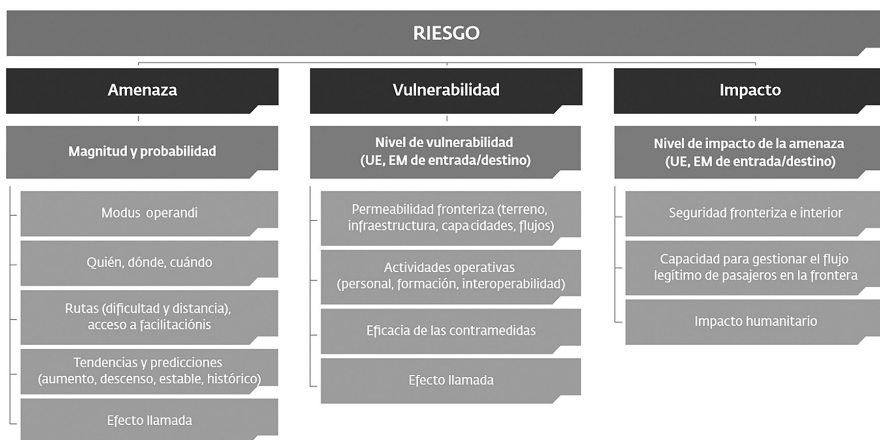 RIESGO
Amenaza
Magnitud y probabilidad
Modus operandi
Quién, dónde, cuándo
Rutas (dificultad y distancia),
acceso a facilitaciónis
Tendencias y predicciones
(aumento, descenso, estable, histórico)
Efecto llamada
Vulnerabilidad
Nivel de vulnerabilidad
(UE, EM de entrada/destino)
Permeabilidad fronteriza (terreno,
infraestructura, capacidades, flujos)
Actividades operativas
(personal, formación, interoperabilidad)
Eficacia de las contramedidas
Efecto llamada
Impacto
Nivel de impacto de la amenaza
(UE, EM de entrada/destino)
Seguridad fronteriza e interior
Capacidad para gestionar el flujo
legítimo de pasajeros en la frontera
Impacto humanitario